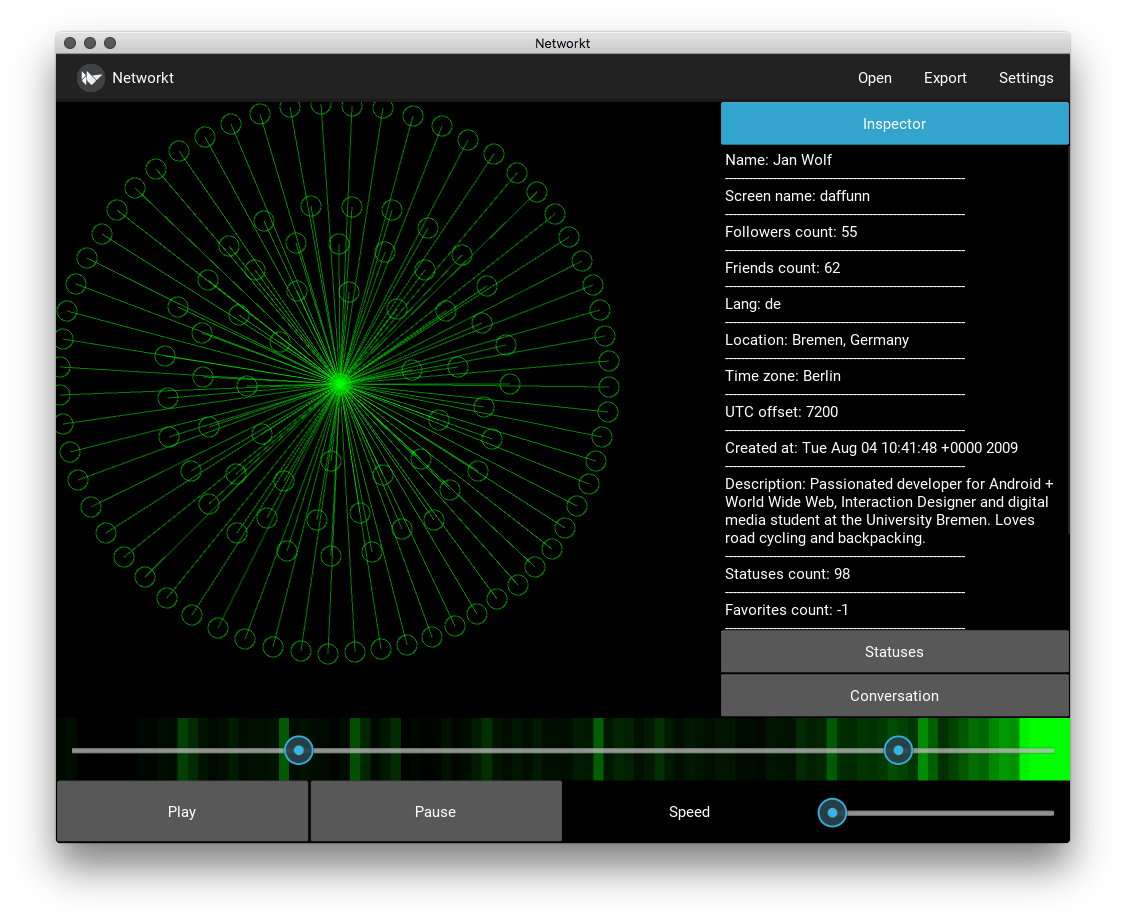 Networkt
Networkt
Open
Export
Settings
Inspector
Name: Jan Wolf
Screen name: daffunn
Followers count: 55
Friends count: 62
Lang: de
Location: Bremen, Germany
Time zone: Berlin
UTC offset: 7200
Created at: Tue Aug 04 10:41:48 +0000 2009
Description: Passionated developer for Android +
World Wide Web, Interaction Designer and digital
media student at the University Bremen. Loves
road cycling and backpacking.
Statuses count: 98
Favorites count: -1
Statuses
Conversation
Play
Pause
Speed